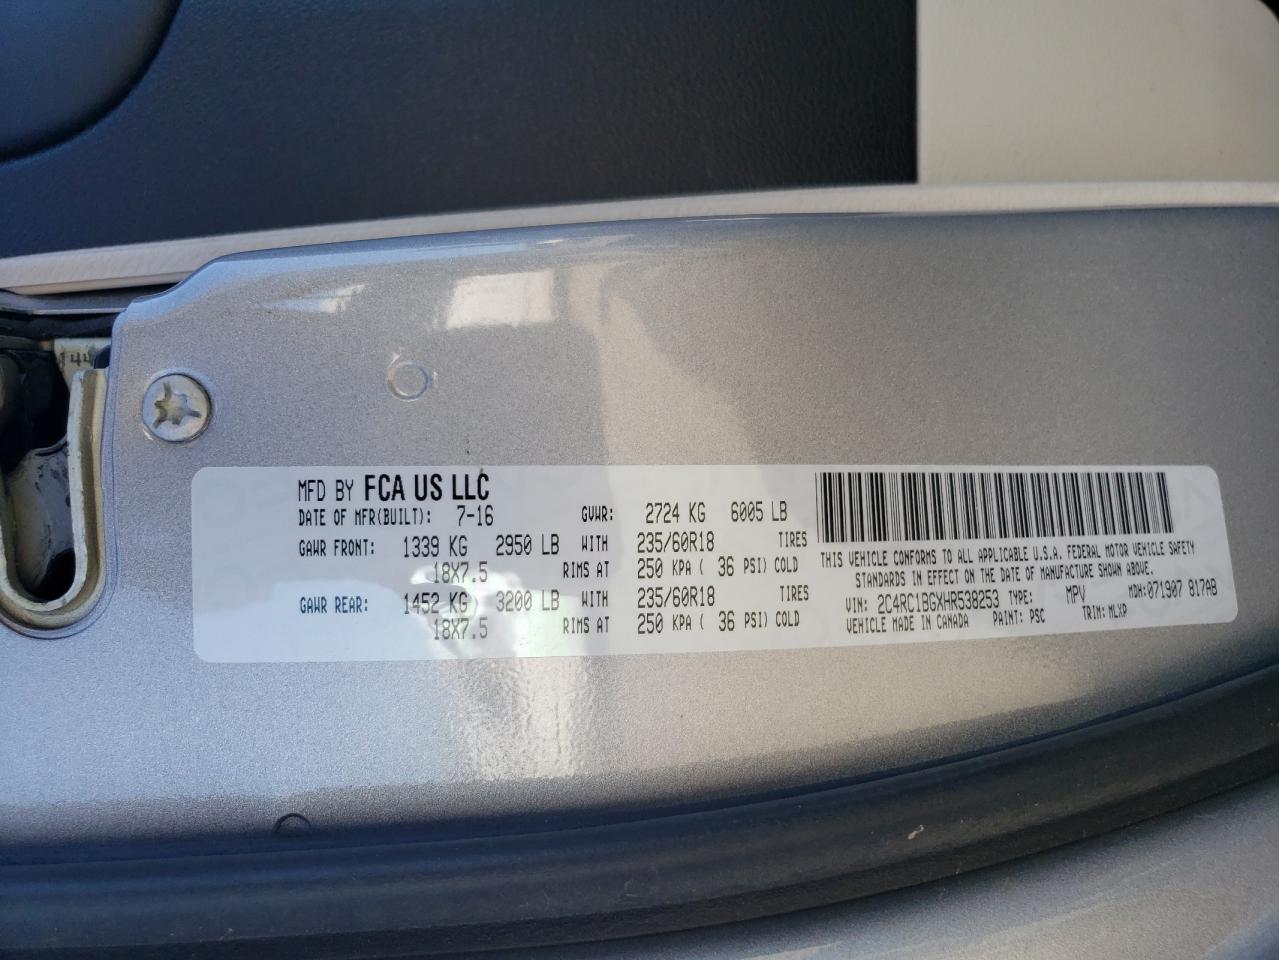 144
MFD BY FCA US LLC
DATE OF MFR(BUILT): 7-16 GVWR: 2724 KG 6005 LB
GAWR FRONT: 1339 KG 2950 LB WITH 235/60R18 TIRES
18X7.5 RIMS AT 250 KPA ( 36 PSI) COLD
GAWR REAR: 1452 KG 3200 LB WITH 235/60R18 TIRES
18X7.5 RIMS AT 250 KPA ( 36 PSI) COLD
THIS VEHICLE CONFORMS TO ALL APPLICABLE U.S.A. FEDERAL MOTOR VEHICLE SAFETY
STANDARDS IN EFFECT ON THE DATE OF MANUFACTURE SHOWN ABOVE.
VIN: 2C4RC1BGXHR538253 TYPE: MPV MDH:071907 817AB
VEHICLE MADE IN CANADA PAINT: PSC TRIM: MLXP